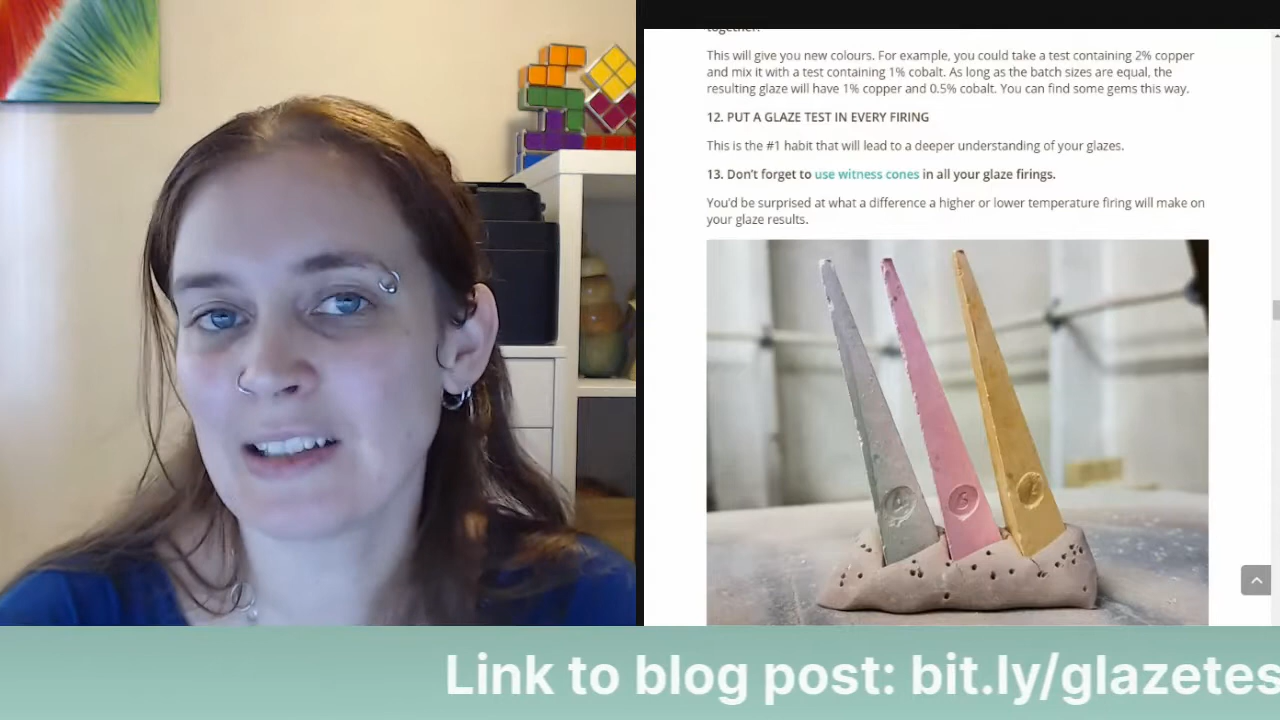 This will give you new colours. For example, you could take a test containing 2% copper
and mix it with a test containing 1% cobalt. As long as the batch sizes are equal, the
resulting glaze will have 1% copper and 0.5% cobalt. You can find some gems this way.
12. PUT A GLAZE TEST IN EVERY FIRING
This is the #1 habit that will lead to a deeper understanding of your glazes.
13. Don't forget to use witness cones in all your glaze firings.
You'd be surprised at what a difference a higher or lower temperature firing will make on
your glaze results.
Link to blog post: bit.ly/glazetes